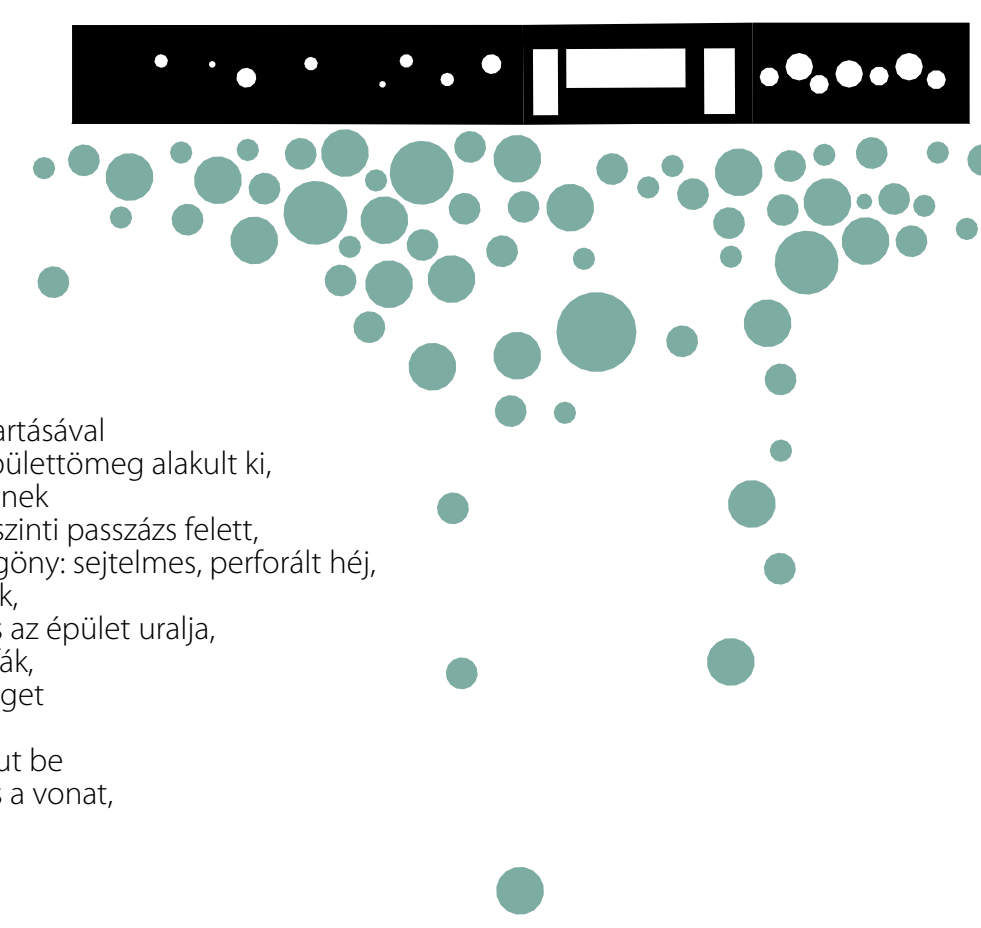 artásával
ülettömeg alakult ki,
nek
szinti passzázs felett,
göny: sejtelmes, perforált héj,
k,
s az épület uralja,
ák,
get
ut be
s a vonat,